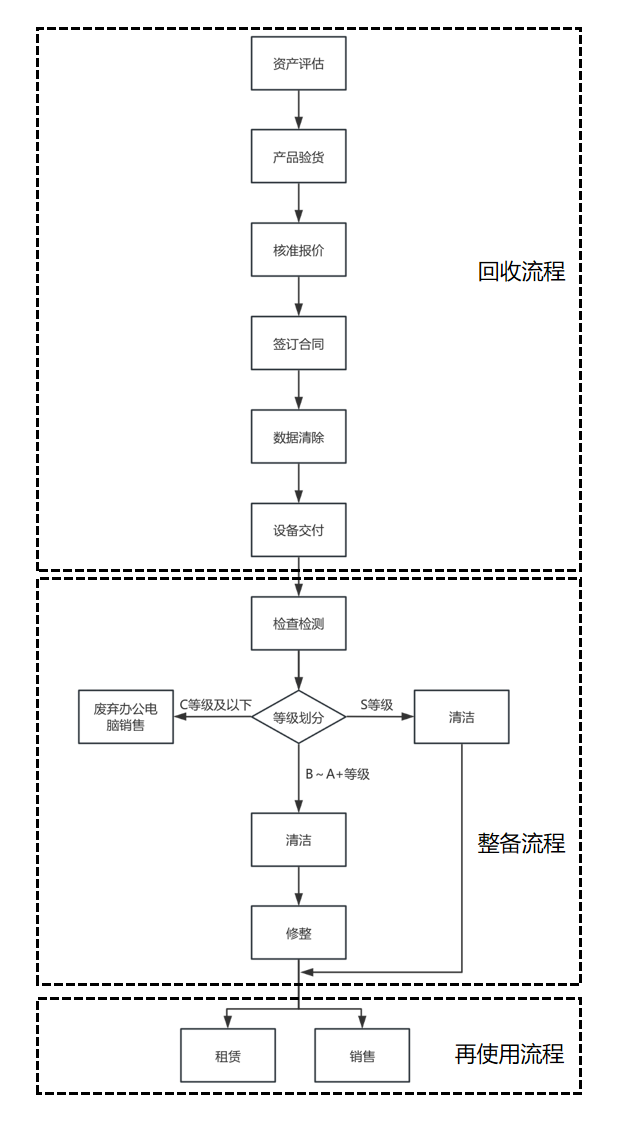 资产评估
产品验货
核准报价
回收流程
签订合同
数据清除
设备交付
检查检测
C等级及以下
S等级
废弃办公电
脑销售
等级划分
清洁
B～A+等级
清洁
整备流程
修整
租赁
销售
再使用流程